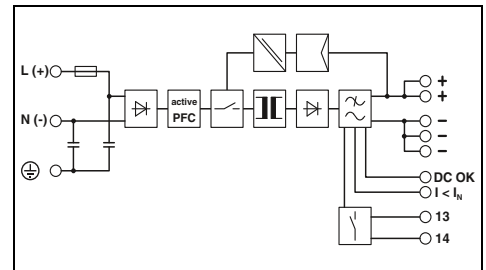 L (+)
+
+
active
PFC
N (-)
–
–
–
DC OK
I < IN
13
14